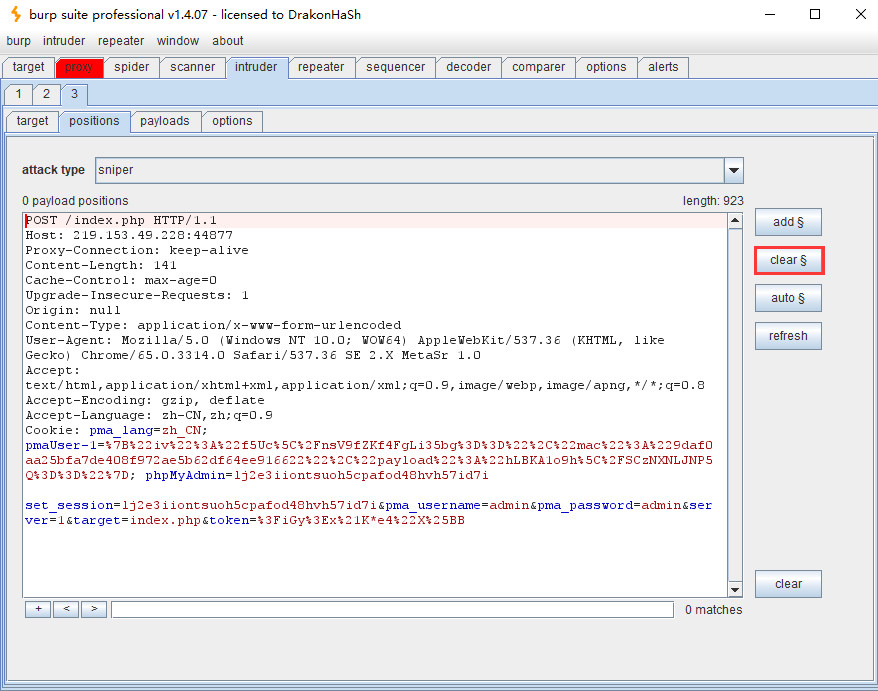 burp suite professional v1.4.07 - licensed to DrakonHaSh
burp intruder repeater window about
target proxy spider scanner intruder repeater sequencer decoder comparer options alerts
1 2 3
target positions payloads options
attack type sniper
0 payload positions length: 923
POST /index.php HTTP/1.1
Host: 219.153.49.228:44877
Proxy-Connection: keep-alive
Content-Length: 141
Cache-Control: max-age=0
Upgrade-Insecure-Requests: 1
Origin: null
Content-Type: application/x-www-form-urlencoded
User-Agent: Mozilla/5.0 (Windows NT 10.0; WOW64) AppleWebKit/537.36 (KHTML, like
Gecko) Chrome/65.0.3314.0 Safari/537.36 SE 2.X MetaSr 1.0
Accept:
text/html,application/xhtml+xml,application/xml;q=0.9,image/webp,image/apng,*/*;q=0.8
Accept-Encoding: gzip, deflate
Accept-Language: zh-CN,zh;q=0.9
Cookie: pma_lang=zh_CN;
pmaUser-1=%7B%22iv%22%3A%22f5Uc%5C%2FnsV9fZKf4FgLi35bg%3D%3D%22%2C%22mac%22%3A%229daf0
aa25bfa7de408f972ae5b62df64ee916622%22%2C%22payload%22%3A%22hLBKA1o9h%5C%2FSCzNXNLJNP5
Q%3D%3D%22%7D; phpMyAdmin=lj2e3iiontsuoh5cpafod48hvh57id7i
set_session=lj2e3iiontsuoh5cpafod48hvh57id7i&pma_username=admin&pma_password=admin&ser
ver=1&target=index.php&token=%3FiGy%3Ex%21K*e4%22X%25BB
add §
clear §
auto §
refresh
clear
+ < > 0 matches